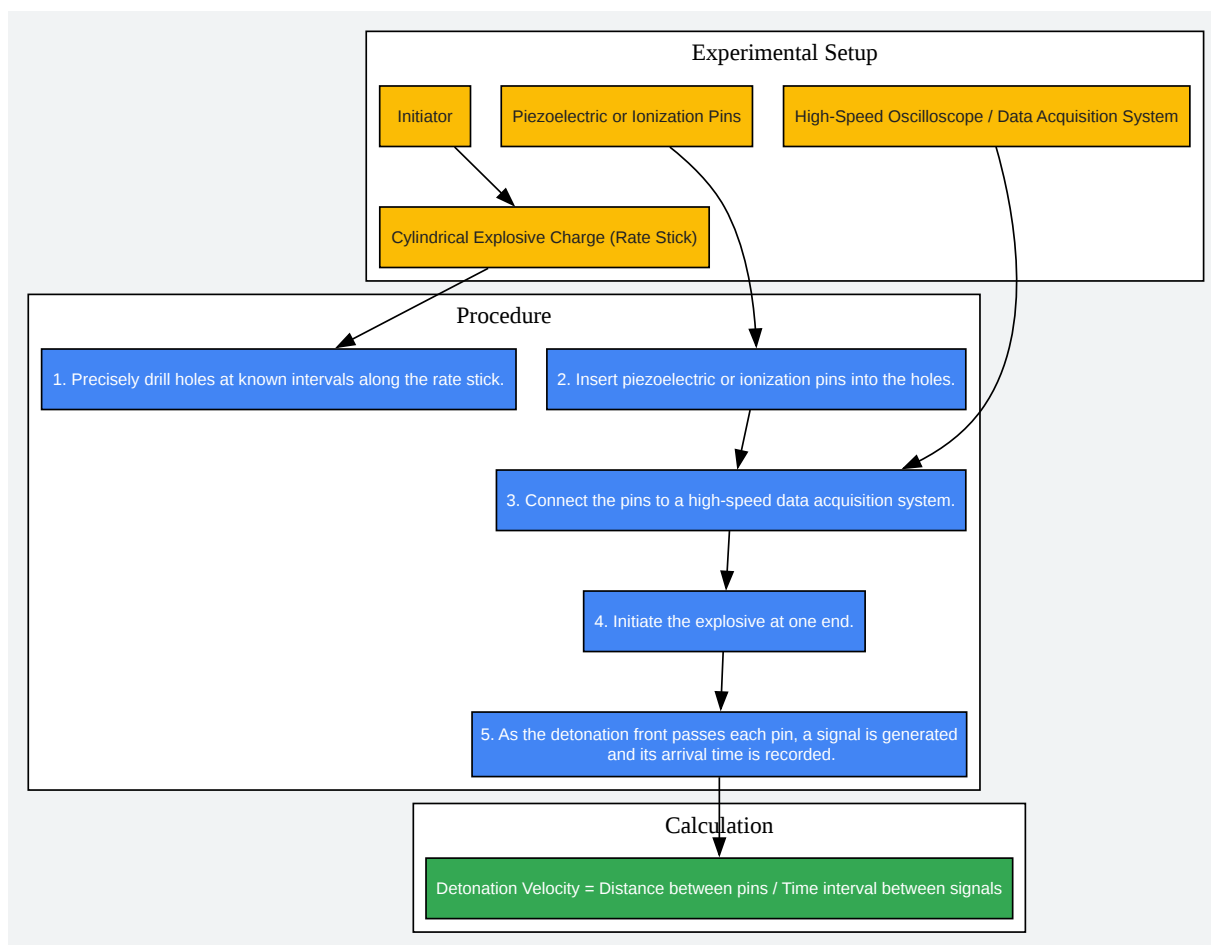 Experimental Setup
Initiator
Piezoelectric or Ionization Pins
High-Speed Oscilloscope / Data Acquisition System
Cylindrical Explosive Charge (Rate Stick)
Procedure
1. Precisely drill holes at known intervals along the rate stick.
2. Insert piezoelectric or ionization pins into the holes.
3. Connect the pins to a high-speed data acquisition system.
4. Initiate the explosive at one end.
5. As the detonation front passes each pin, a signal is generated
and its arrival time is recorded.
Calculation
Detonation Velocity = Distance between pins / Time interval between signals